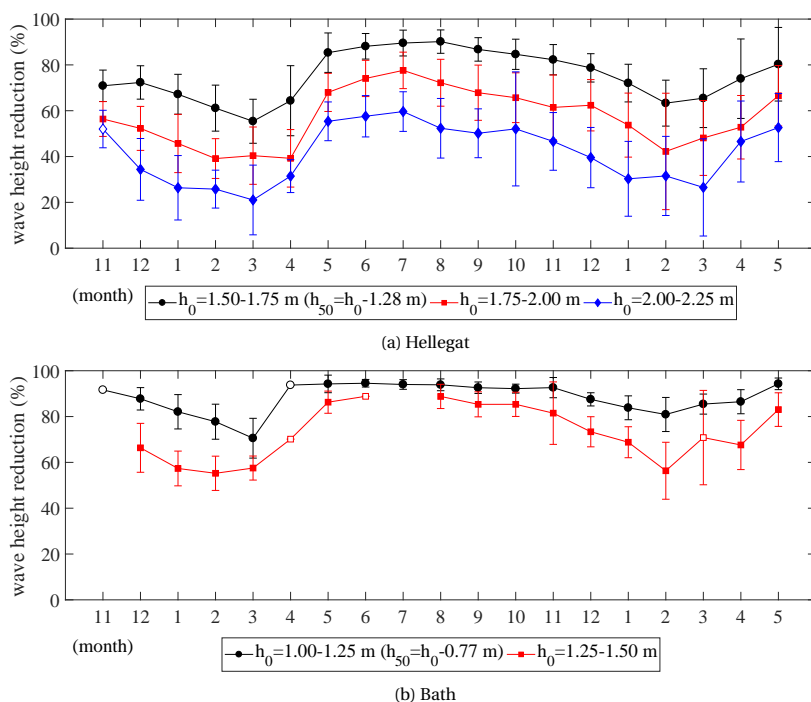 wave height reduction (%)
100
80
60
40
20
0
11 12 1 2 3 4 5 6 7 8 9 10 11 12 1 2 3 4 5
(month)
h0=1.50-1.75 m (h50=h0-1.28 m) h0=1.75-2.00 m h0=2.00-2.25 m
(a) Hellegat
wave height reduction (%)
100
80
60
40
20
0
11 12 1 2 3 4 5 6 7 8 9 10 11 12 1 2 3 4 5
(month)
h0=1.00-1.25 m (h50=h0-0.77 m) h0=1.25-1.50 m
(b) Bath